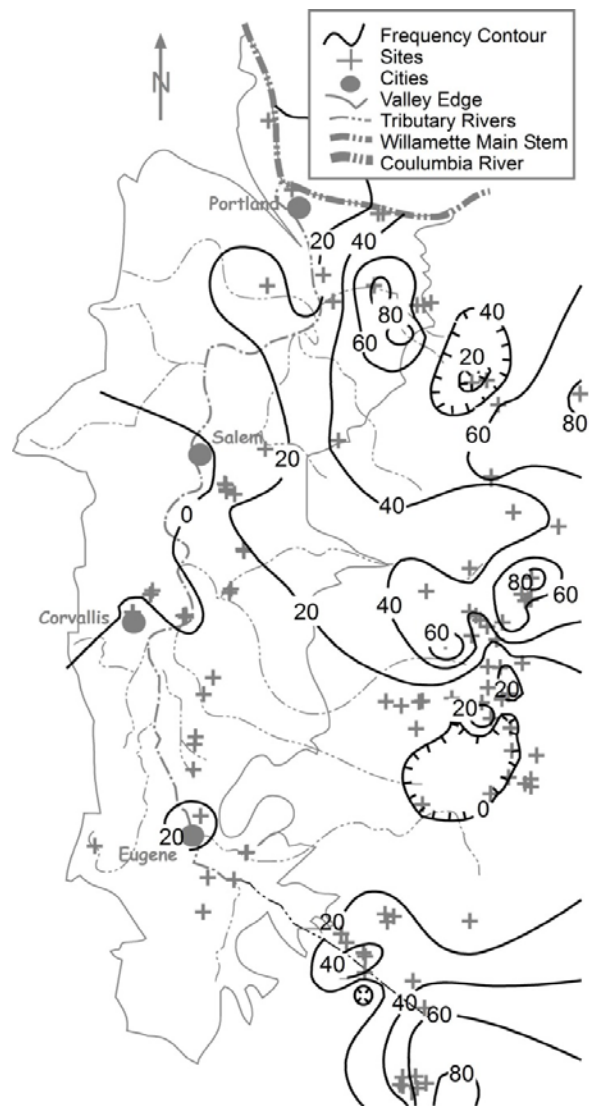 Frequency Contour
Sites
Cities
Valley Edge
Tributary Rivers
Willamette Main Stem
Coulumbia River
N
Portland
20 40
80
60
40
20
60
80
Salem
20
40
0
80
60
Corvallis
20
40
60
20
20
0
20
Eugene
20
40
40
60
80